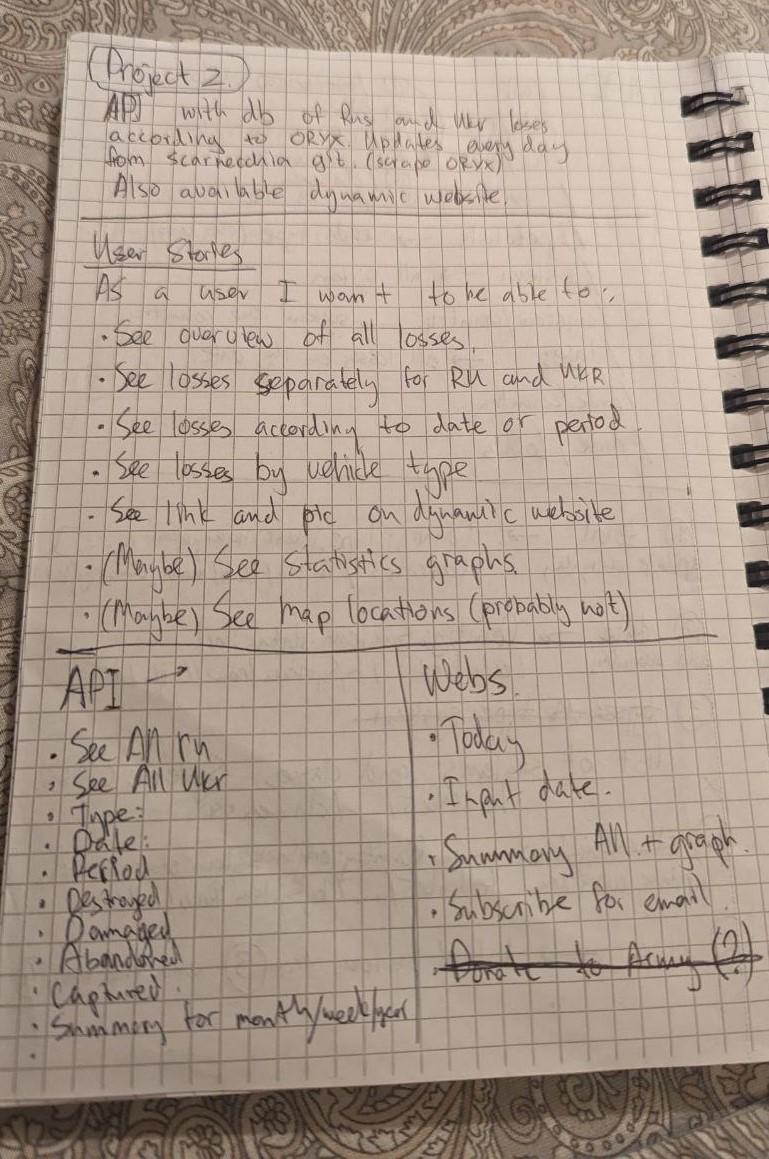 (Project 2.)
API with db of Rus and Ukr loses
according to ORYX. Updates every day
from scarnecchia git. (scrape ORYX)
Also available dynamic website.
User Stories
As a user I want to be able to:
· See overview of all losses.
· See losses separately for RU and UKR
· See losses according to date or period.
· See losses by vehicle type
· See link and pic on dynamic website
· (Maybe) See statistics graphs.
· (Maybe) See map locations (probably not)
API →
· See All ru
· See All Ukr
· Type:
· Date:
· Period
· Destroyed
· Damaged
· Abandoned
· Captured.
· Summery for month/week/year
·
Webs.
· Today
· Input date.
· Summary All + graph.
· Subscribe for email.
· Donate to Army (?)